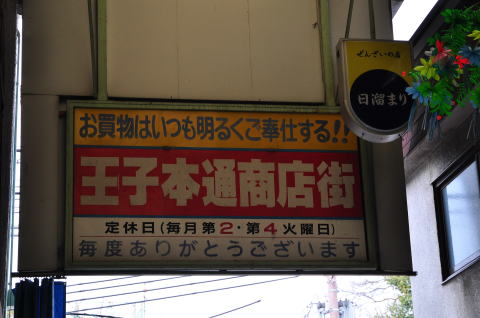 お買物はいつも明るくご奉仕する!!
王子本通商店街
定休日(毎月第2・第4火曜日)
毎度ありがとうございます
ぜんざいの店
日溜まり